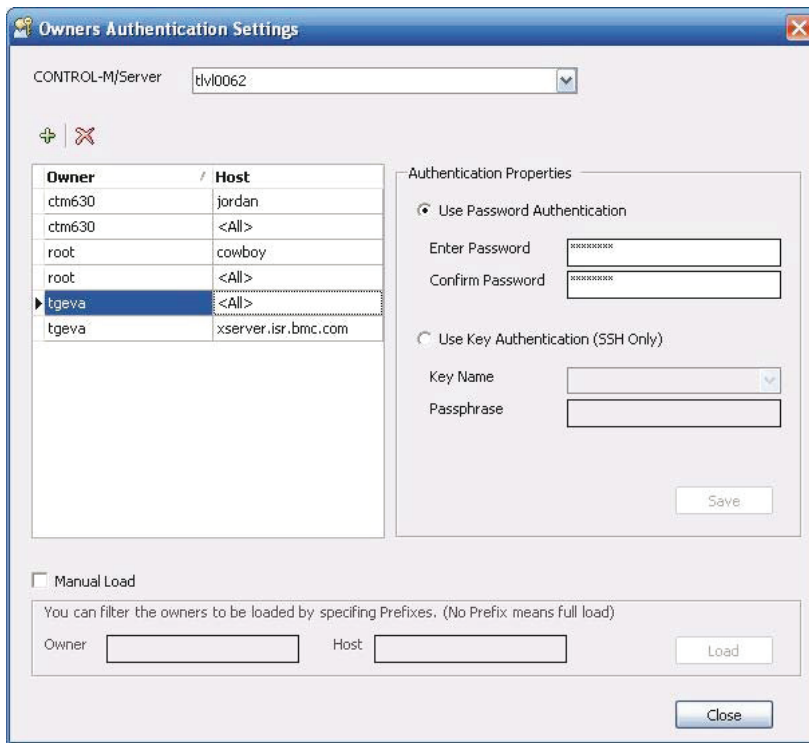 Owners Authentication Settings
CONTROL-M/Server tlvl0062
Owner / Host
ctm630 jordan
ctm630 <All>
root cowboy
root <All>
tgeva <All>
tgeva xserver.isr.bmc.com
Authentication Properties
Use Password Authentication
Enter Password xxxxxxxx
Confirm Password xxxxxxxx
Use Key Authentication (SSH Only)
Key Name
Passphrase
Save
Manual Load
You can filter the owners to be loaded by specifing Prefixes. (No Prefix means full load)
Owner Host Load
Close